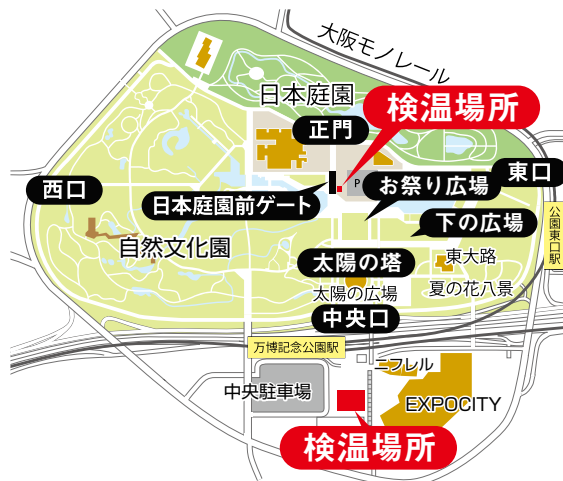 大阪モノレール
日本庭園
検温場所
正門
P
お祭り広場
東口
西口
日本庭園前ゲート
下の広場
公園東口駅
自然文化園
太陽の塔
東大路
太陽の広場
夏の花八景
中央口
万博記念公園駅
ニフレル
中央駐車場
EXPOCITY
検温場所